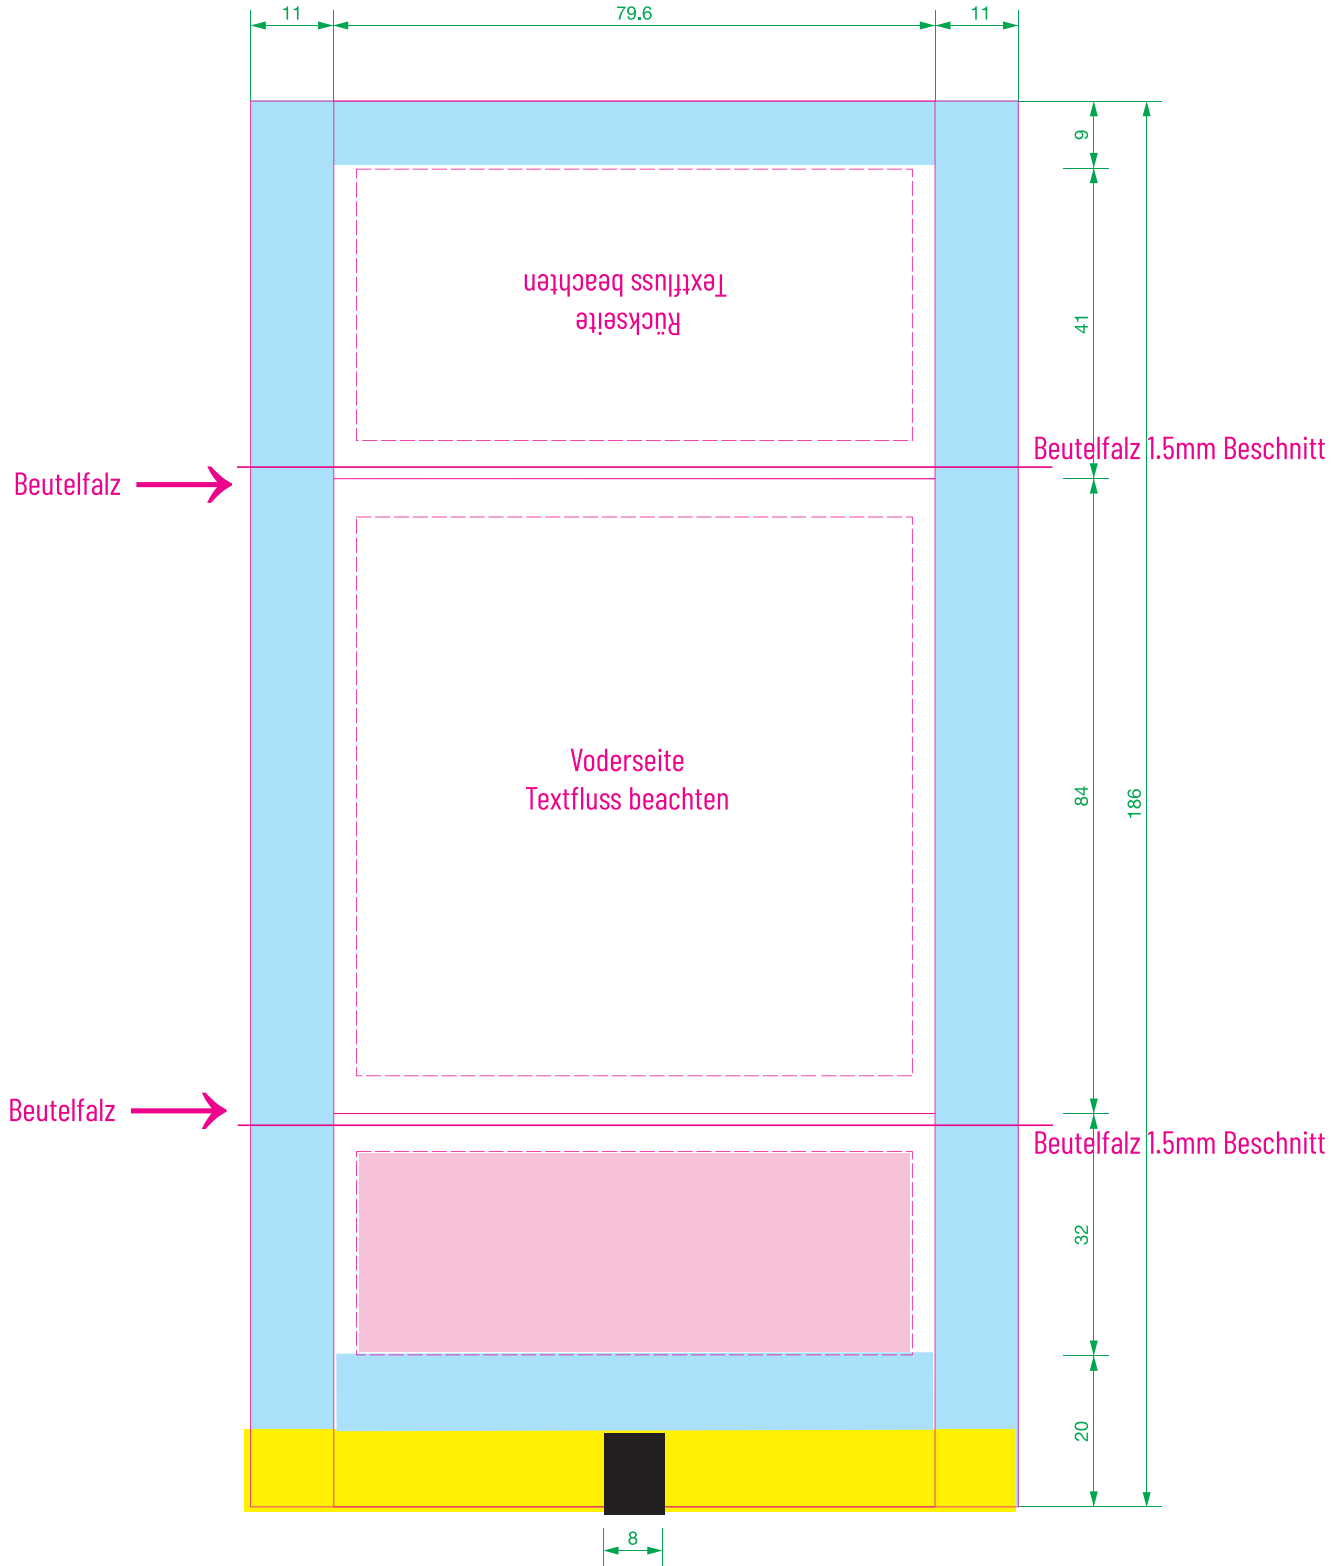 11
79.6
11
9
Textfluss beachten
Rückseite
41
Beutelfalz 1.5mm Beschnitt
Beutelfalz
Voderseite
Textfluss beachten
84
186
Beutelfalz
Beutelfalz 1.5mm Beschnitt
32
20
8